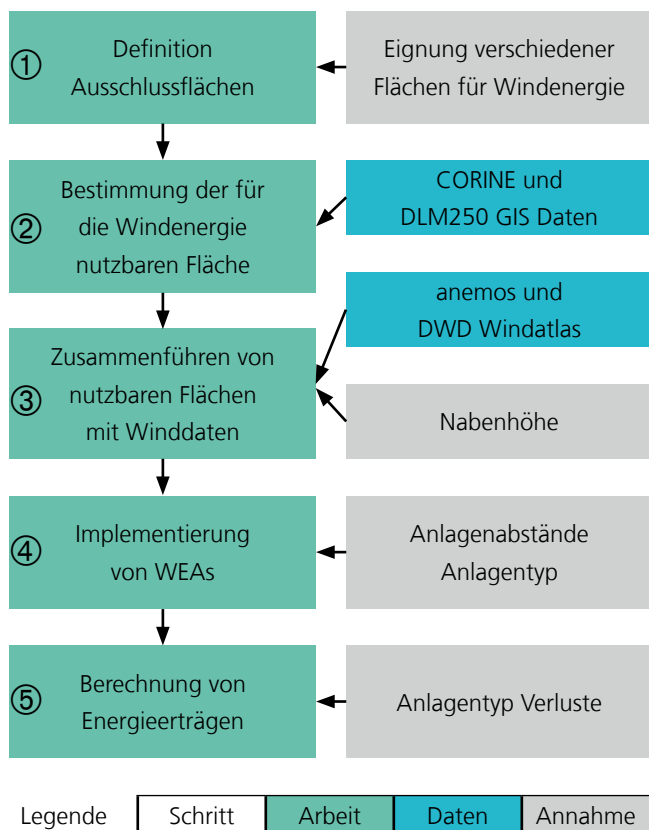 ①
Definition
Ausschlussflächen
Eignung verschiedener
Flächen für Windenergie
②
Bestimmung der für
die Windenergie
nutzbaren Fläche
CORINE und
DLM250 GIS Daten
③
Zusammenführen von
nutzbaren Flächen
mit Winddaten
anemos und
DWD Windatlas
Nabenhöhe
④
Implementierung
von WEAs
Anlagenabstände
Anlagentyp
⑤
Berechnung von
Energieerträgen
Anlagentyp Verluste
Legende Schritt Arbeit Daten Annahme